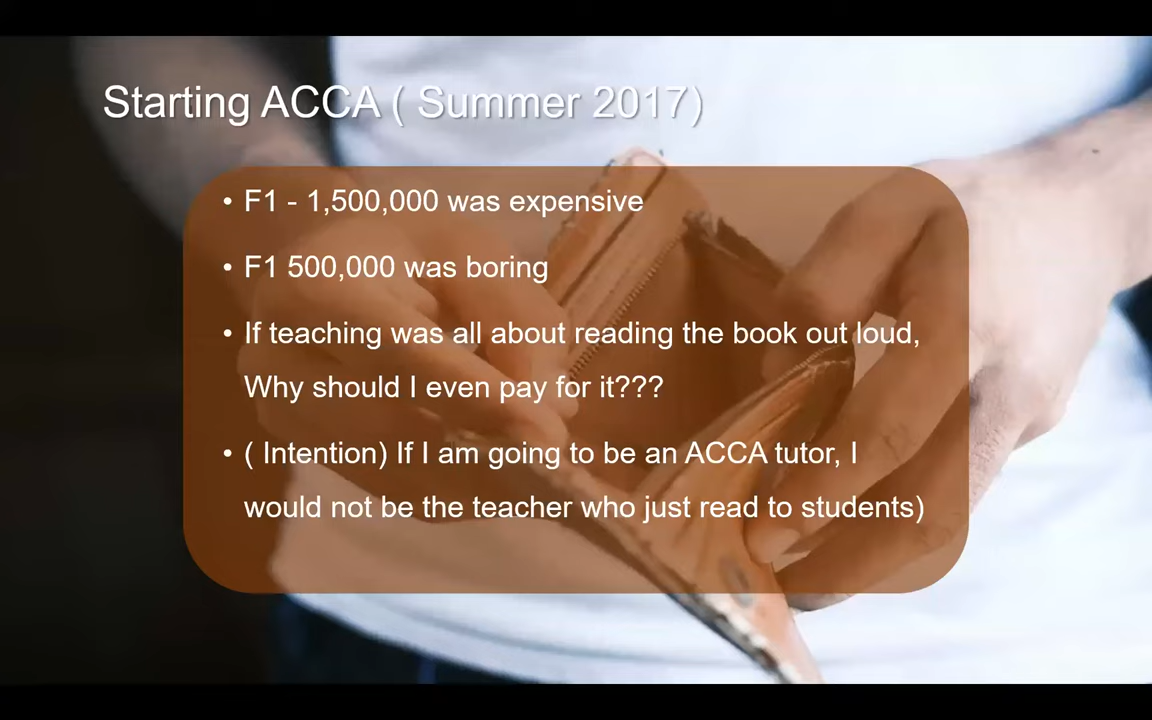 Starting ACCA ( Summer 2017)
• F1 - 1,500,000 was expensive
• F1 500,000 was boring
• If teaching was all about reading the book out loud,
Why should I even pay for it???
• ( Intention) If I am going to be an ACCA tutor, I
would not be the teacher who just read to students)